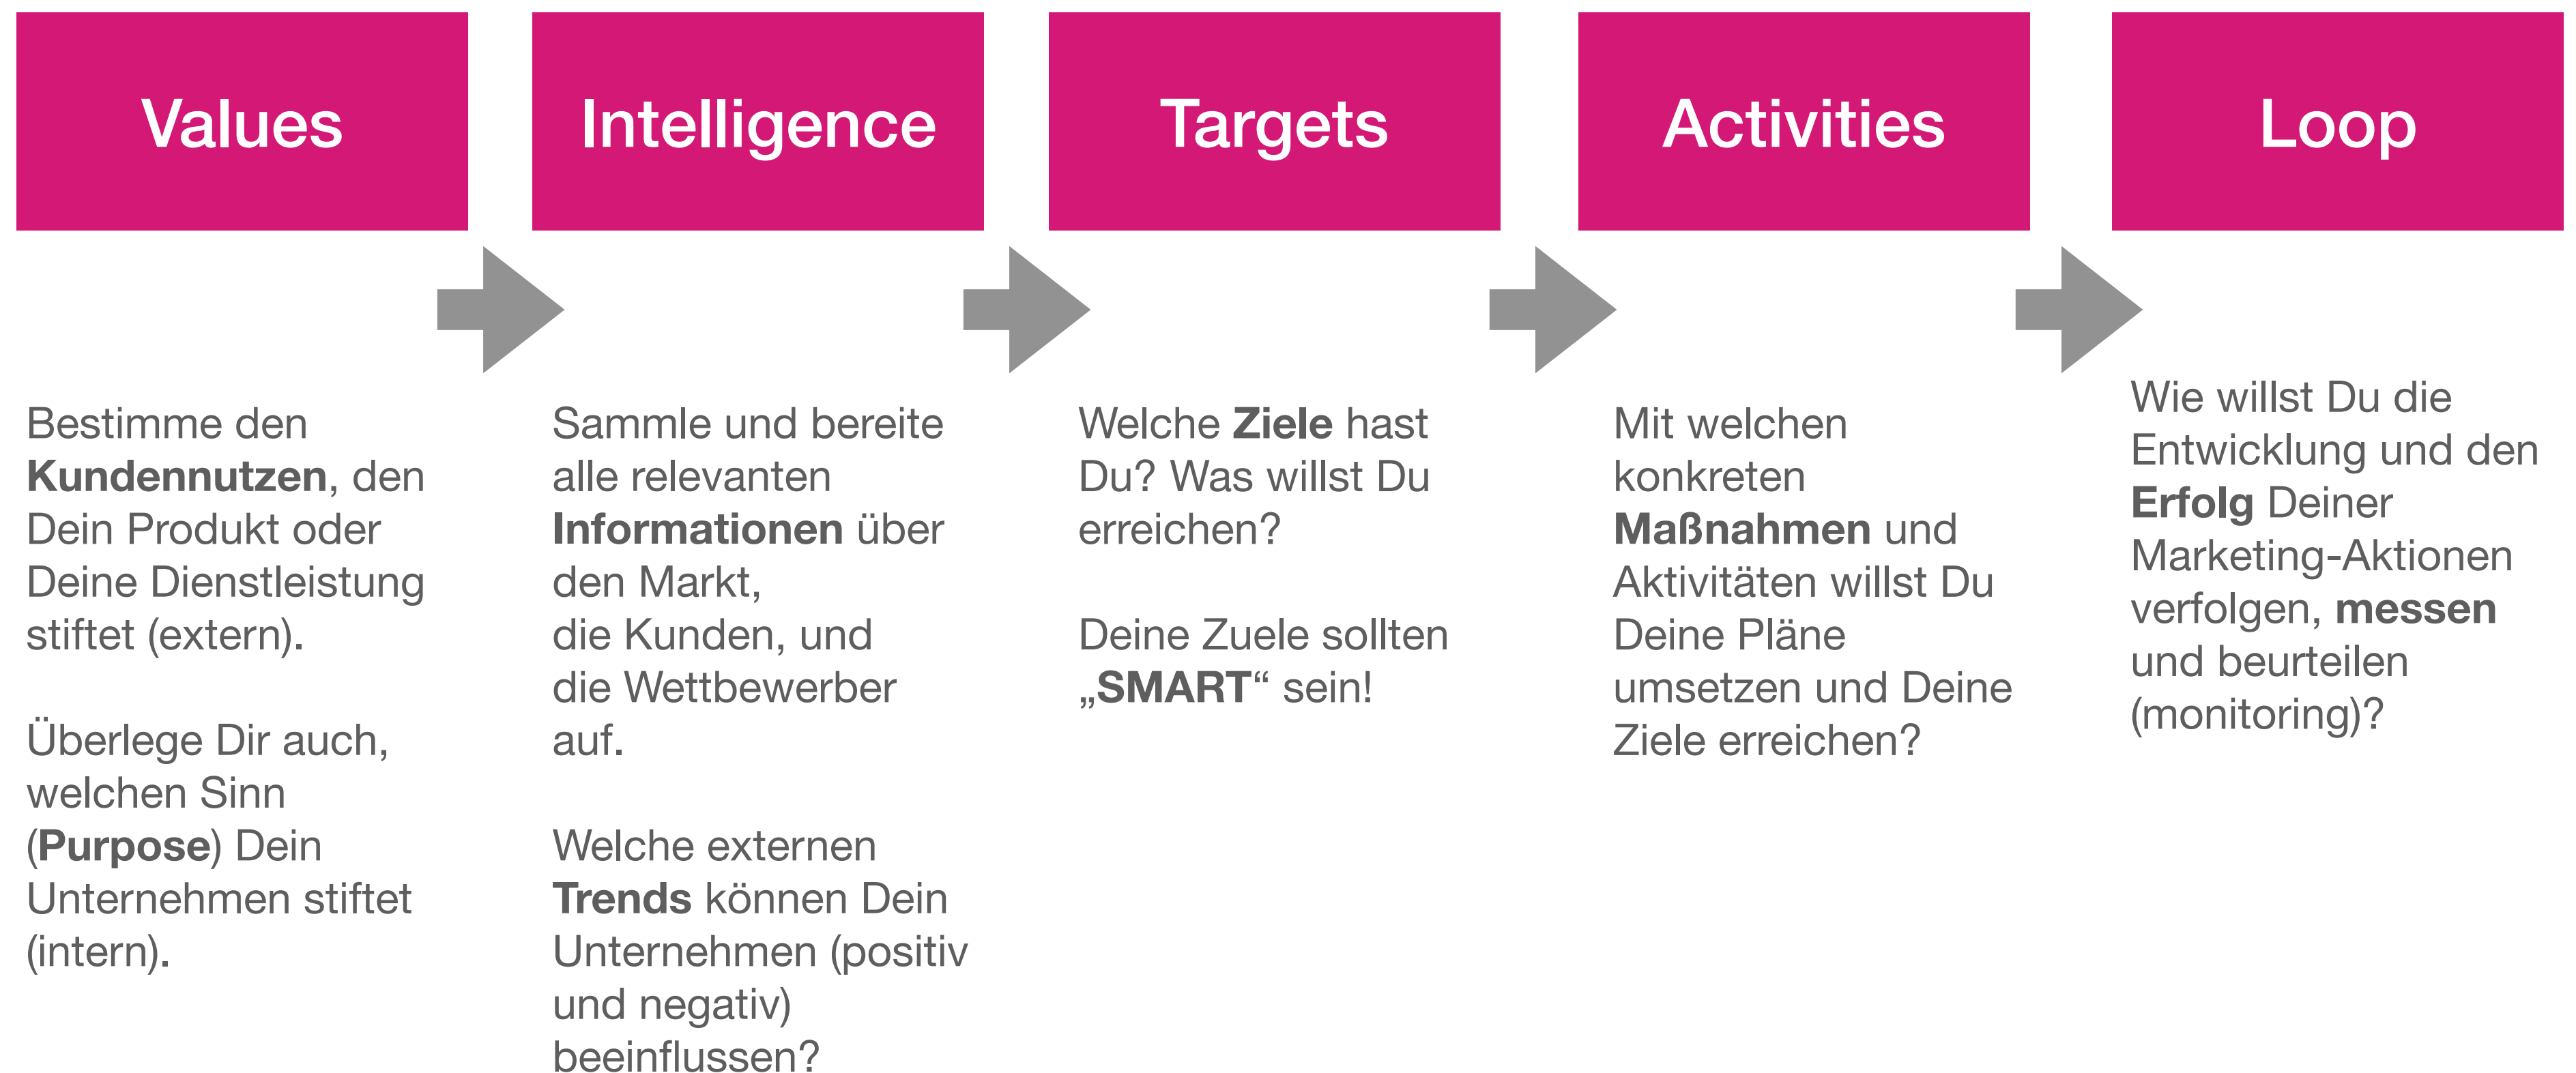 Values
Intelligence
Targets
Activities
Loop
Bestimme den
Kundennutzen, den
Dein Produkt oder
Deine Dienstleistung
stiftet (extern).
Überlege Dir auch,
welchen Sinn
(Purpose) Dein
Unternehmen stiftet
(intern).
Sammle und bereite
alle relevanten
Informationen über
den Markt,
die Kunden, und
die Wettbewerber
auf.
Welche externen
Trends können Dein
Unternehmen (positiv
und negativ)
beeinflussen?
Welche Ziele hast
Du? Was willst Du
erreichen?
Deine Zuele sollten
„SMART“ sein!
Mit welchen
konkreten
Maßnahmen und
Aktivitäten willst Du
Deine Pläne
umsetzen und Deine
Ziele erreichen?
Wie willst Du die
Entwicklung und den
Erfolg Deiner
Marketing-Aktionen
verfolgen, messen
und beurteilen
(monitoring)?